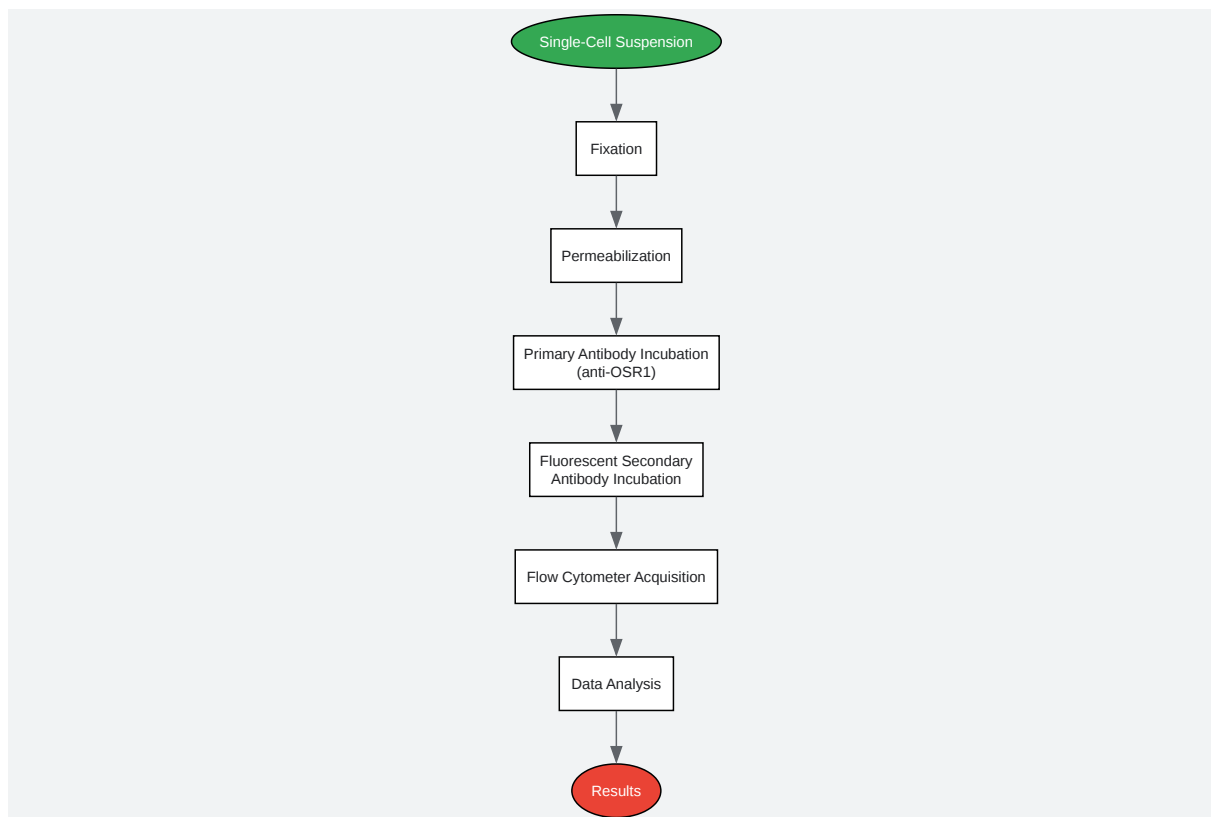 Single-Cell Suspension
Fixation
Permeabilization
Primary Antibody Incubation
(anti-OSR1)
Fluorescent Secondary
Antibody Incubation
Flow Cytometer Acquisition
Data Analysis
Results